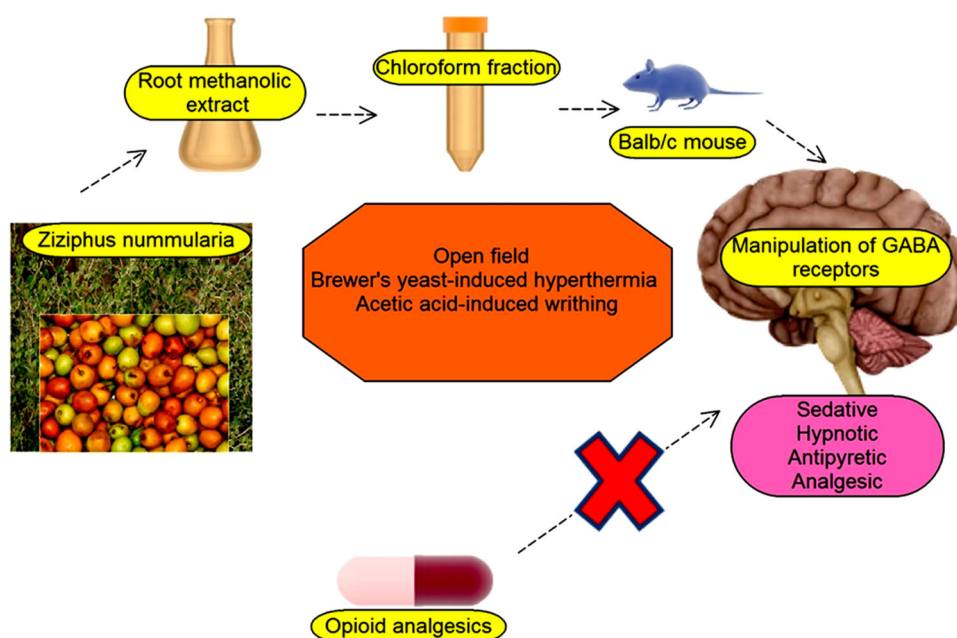 Root methanolic
extract
Chloroform fraction
Balb/c mouse
Ziziphus nummularia
Open field
Brewer's yeast-induced hyperthermia
Acetic acid-induced writhing
Manipulation of GABA
receptors
Sedative
Hypnotic
Antipyretic
Analgesic
Opioid analgesics